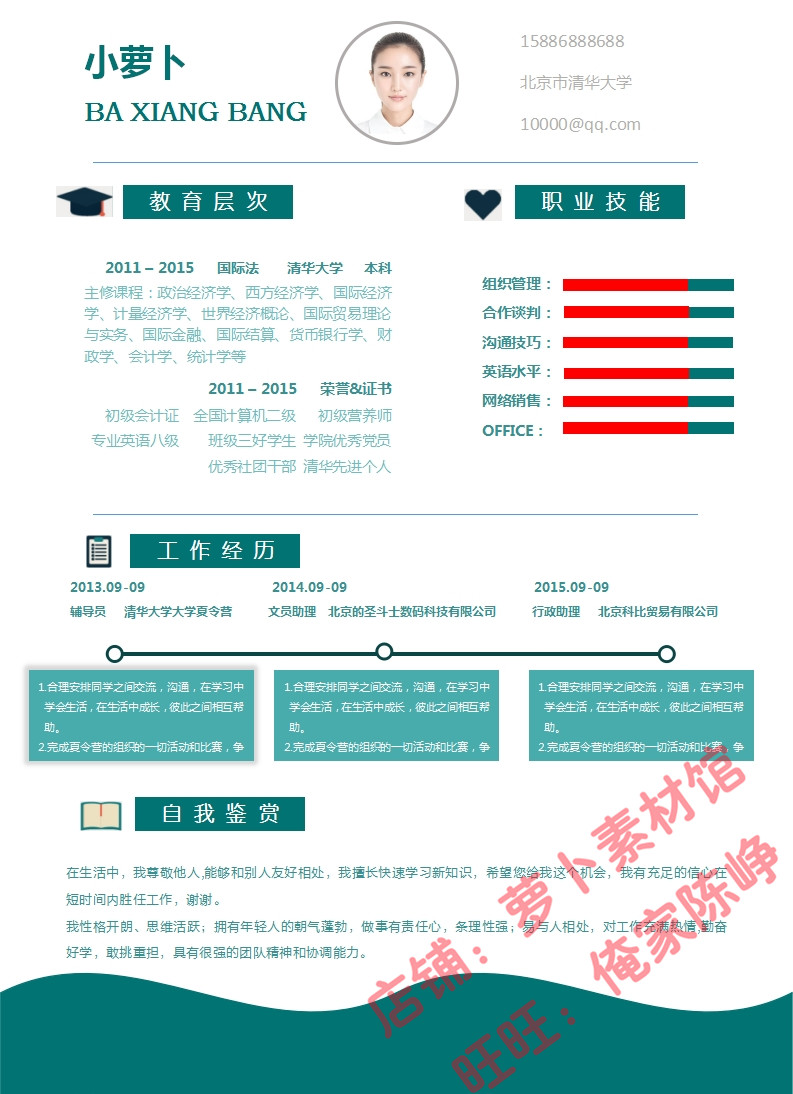 小萝卜
BA XIANG BANG
15886888688
北京市清华大学
10000@qq.com
教育层次
2011 – 2015 国际法 清华大学 本科
主修课程：政治经济学、西方经济学、国际经济
学、计量经济学、世界经济概论、国际贸易理论
与实务、国际金融、国际结算、货币银行学、财
政学、会计学、统计学等
2011 – 2015 荣誉&证书
初级会计证 全国计算机二级 初级营养师
专业英语八级 班级三好学生 学院优秀党员
优秀社团干部 清华先进个人
职业技能
组织管理：
合作谈判：
沟通技巧：
英语水平：
网络销售：
OFFICE：
工作经历
2013.09-09
辅导员 清华大学大学夏令营
2014.09-09
文员助理 北京的圣斗士数码科技有限公司
2015.09-09
行政助理 北京科比贸易有限公司
1.合理安排同学之间交流，沟通，在学习中
学会生活，在生活中成长，彼此之间相互帮
助。
2.完成夏令营的组织的一切活动和比赛，争
1.合理安排同学之间交流，沟通，在学习中
学会生活，在生活中成长，彼此之间相互帮
助。
2.完成夏令营的组织的一切活动和比赛，争
1.合理安排同学之间交流，沟通，在学习中
学会生活，在生活中成长，彼此之间相互帮
助。
2.完成夏令营的组织的一切活动和比赛，争
自我鉴赏
在生活中，我尊敬他人,能够和别人友好相处，我擅长快速学习新知识，希望您给我这个机会，我有充足的信心在
短时间内胜任工作，谢谢。
我性格开朗、思维活跃；拥有年轻人的朝气蓬勃，做事有责任心，条理性强；易与人相处，对工作充满热情,勤奋
好学，敢挑重担，具有很强的团队精神和协调能力。
店铺：萝卜素材馆
旺旺：俺家陈峥